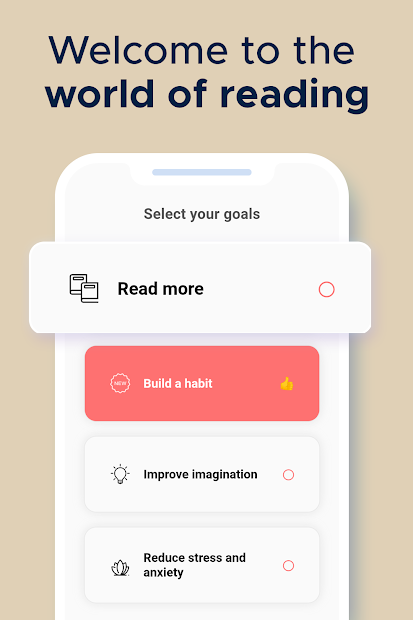 Welcome to the
world of reading
Select your goals
Read more
NEW
Build a habit
Improve imagination
Reduce stress and
anxiety